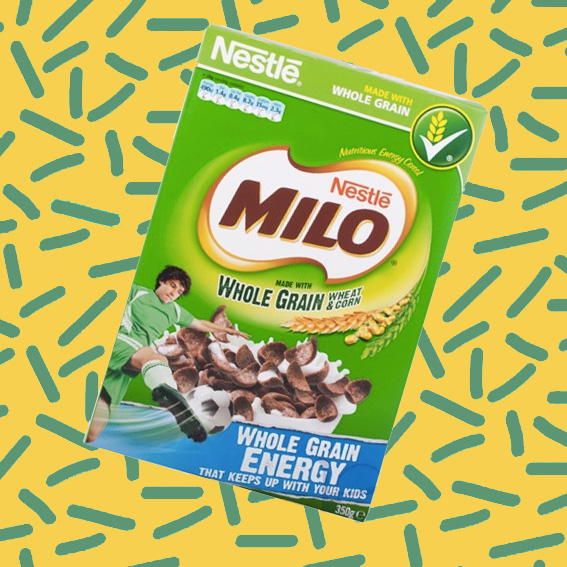 Nestlé®
MADE WITH
WHOLE GRAIN
Nutritious Energy Cereal
Nestlé
MILO®
MADE WITH
WHOLE GRAIN WHEAT
& CORN
WHOLE GRAIN
ENERGY
THAT KEEPS UP WITH YOUR KIDS
350g ℮